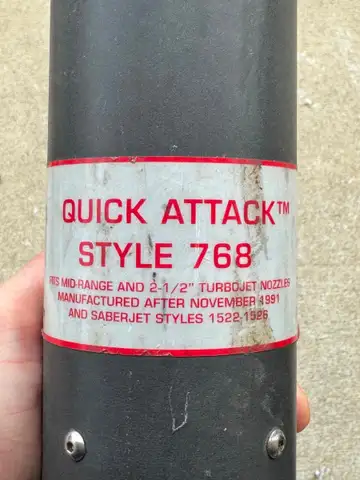 QUICK ATTACK™
STYLE 768
FITS MID-RANGE AND 2-1/2" TURBOJET NOZZLES
MANUFACTURED AFTER NOVEMBER 1991
AND SABERJET STYLES 1522-1526